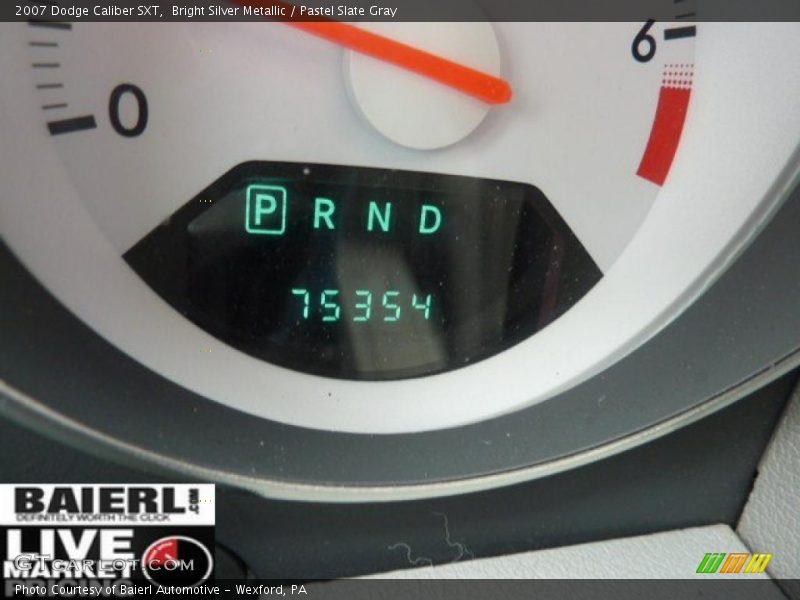 2007 Dodge Caliber SXT,  Bright Silver Metallic / Pastel Slate Gray
0
6
P R N D
75354
BAIERL.com
DEFINITELY WORTH THE CLICK
LIVE
MARKET
GTCARLOT.COM
Photo Courtesy of Baierl Automotive – Wexford, PA